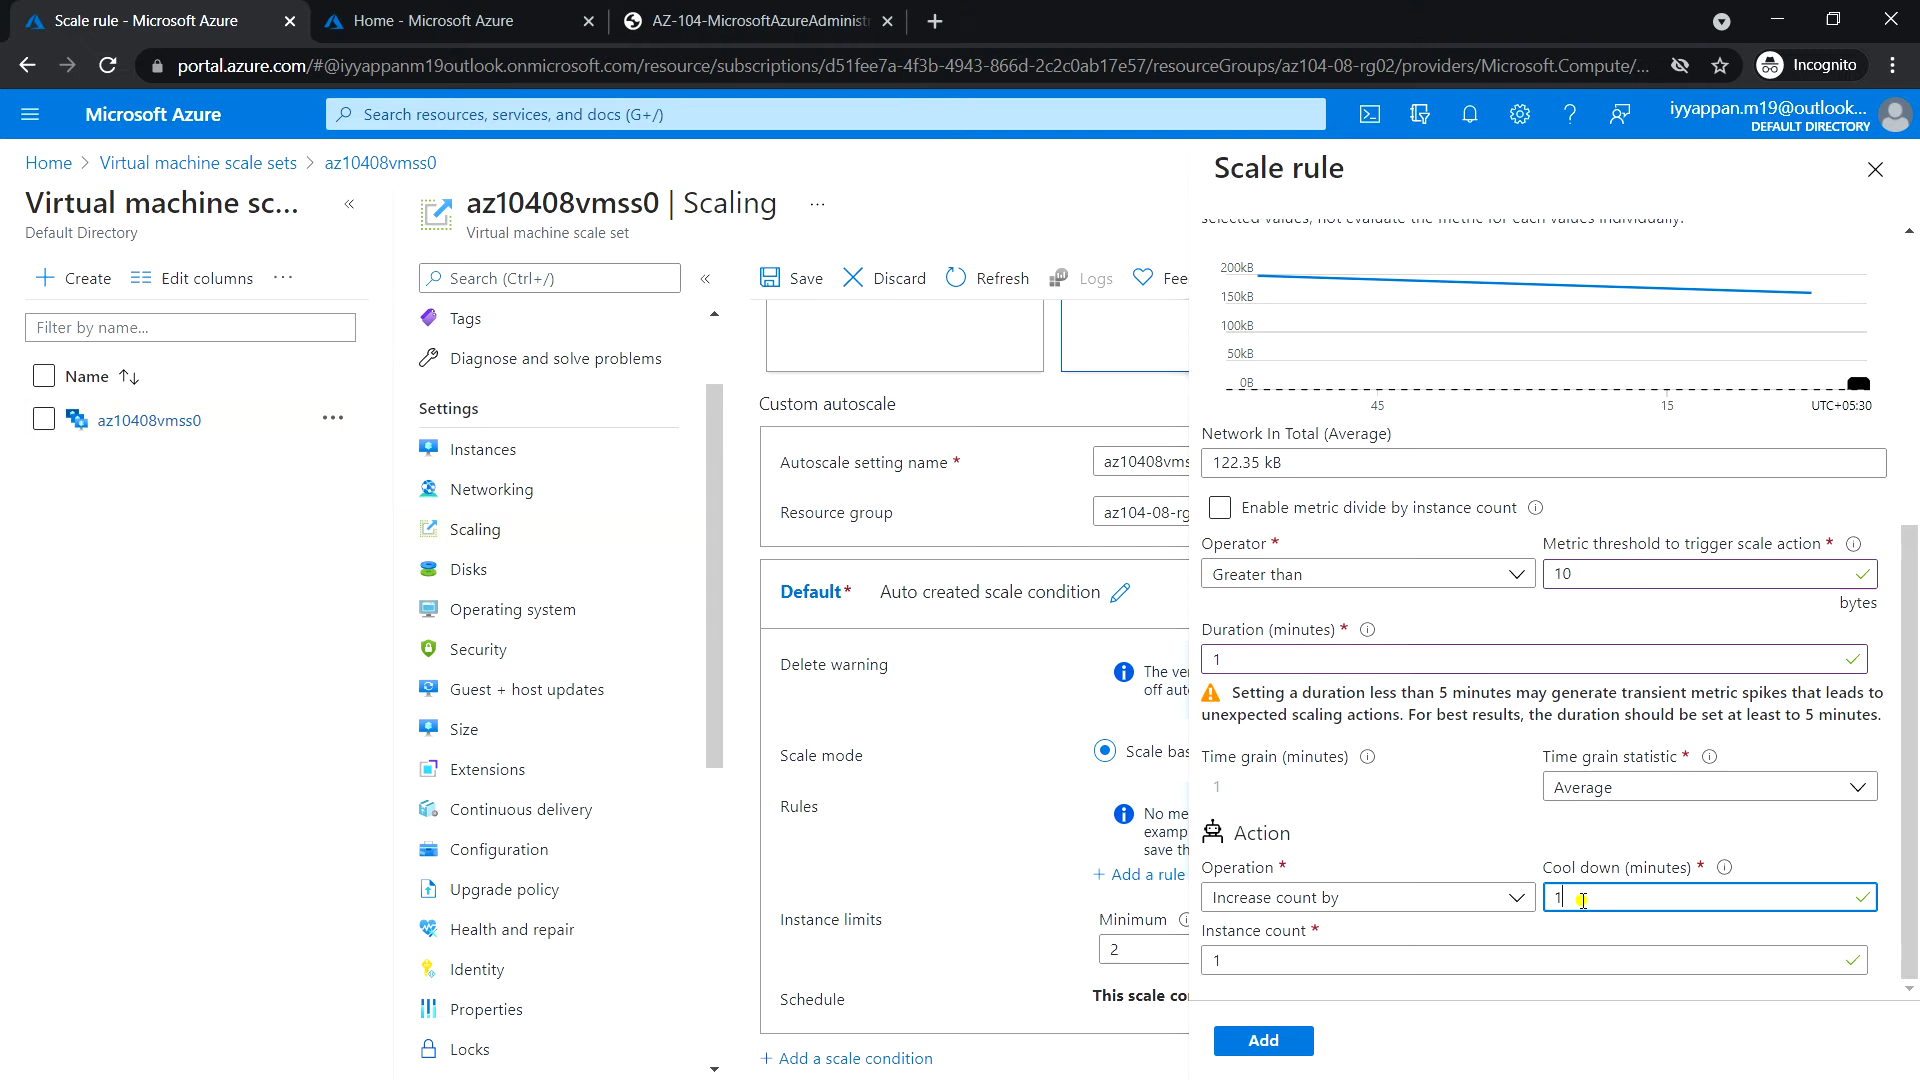 Scale rule - Microsoft Azure
Home - Microsoft Azure
AZ-104-MicrosoftAzureAdminist
portal.azure.com/#@iyyappanm19outlook.onmicrosoft.com/resource/subscriptions/d51fee7a-4f3b-4943-866d-2c2c0ab17e57/resourceGroups/az104-08-rg02/providers/Microsoft.Compute/...
Incognito
Microsoft Azure
Search resources, services, and docs (G+/)
iyyappan.m19@outlook...
DEFAULT DIRECTORY
Home > Virtual machine scale sets > az10408vmss0
Virtual machine sc...
Default Directory
Create
Edit columns
Filter by name...
Name
az10408vmss0
az10408vmss0 | Scaling
Virtual machine scale set
Search (Ctrl+/)
Tags
Diagnose and solve problems
Settings
Instances
Networking
Scaling
Disks
Operating system
Security
Guest + host updates
Size
Extensions
Continuous delivery
Configuration
Upgrade policy
Health and repair
Identity
Properties
Locks
Save
Discard
Refresh
Logs
Fee
Custom autoscale
Autoscale setting name *
az10408vms
Resource group
az104-08-rg
Default*
Auto created scale condition
Delete warning
The ver
off auto
Scale mode
Scale bas
Rules
No me
examp
save th
+ Add a rule
Instance limits
Minimum
2
Schedule
This scale co
+ Add a scale condition
Scale rule
selected values, not evaluate the metric for each values individually.
200kB
150kB
100kB
50kB
0B
45
15
UTC+05:30
Network In Total (Average)
122.35 kB
Enable metric divide by instance count
Operator *
Greater than
Metric threshold to trigger scale action *
10
bytes
Duration (minutes) *
1
Setting a duration less than 5 minutes may generate transient metric spikes that leads to
unexpected scaling actions. For best results, the duration should be set at least to 5 minutes.
Time grain (minutes)
1
Time grain statistic *
Average
Action
Operation *
Increase count by
Cool down (minutes) *
1
Instance count *
1
Add